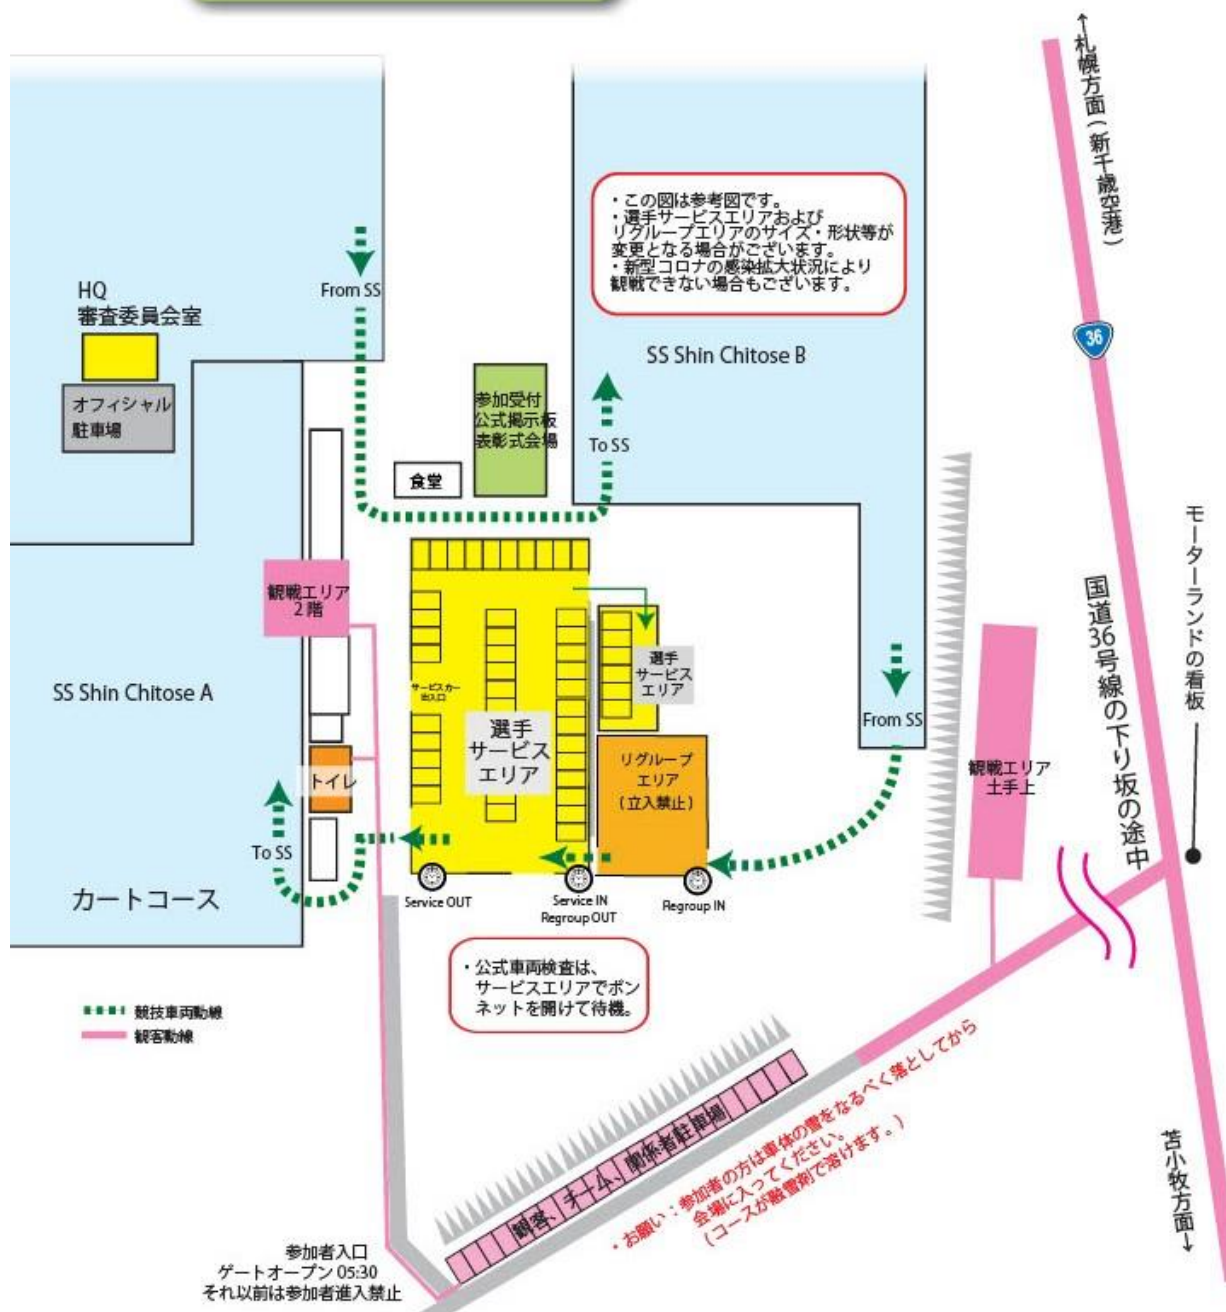 ←札幌方面(新千歳空港)
・この図は参考図です。
・選手サービスエリアおよび
リグループエリアのサイズ・形状等が
変更となる場合がございます。
・新型コロナの感染拡大状況により
観戦できない場合もございます。
From SS
HQ
審査委員会室
オフィシャル
駐車場
36
SS Shin Chitose B
参加受付
公式掲示板
表彰式会場
To SS
食堂
モーターランドの看板
国道36号線の下り坂の途中
観戦エリア
2階
選手
サービス
エリア
SS Shin Chitose A
サービスカー
出入口
選手
サービス
エリア
From SS
リグループ
エリア
(立入禁止)
観戦エリア
土手上
トイレ
To SS
カートコース
Service OUT
Service IN
Regroup OUT
Regroup IN
・公式車両検査は、
サービスエリアでボン
ネットを開けて待機。
競技車両動線
観客動線
観客、チーム、関係者駐車場
・お願い:参加者の方は車体の雪をなるべく落としてから
会場に入ってください。
(コースが融雪剤で溶けます。)
苫小牧方面→
参加者入口
ゲートオープン 05:30
それ以前は参加者進入禁止